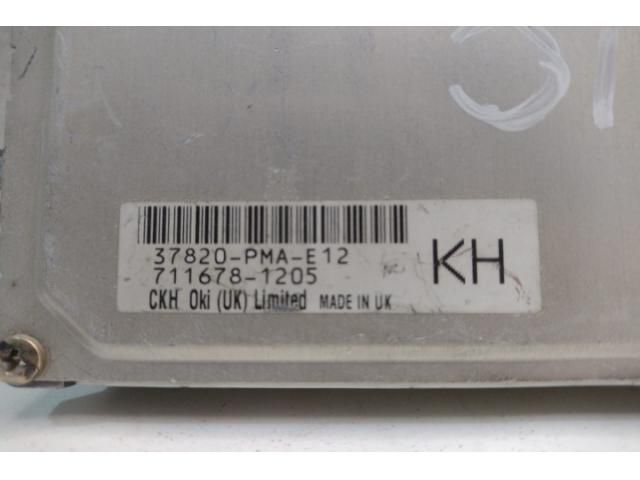 37820-PMA-E12
711678-1205
CKH Oki (UK) Limited MADE IN UK
KH